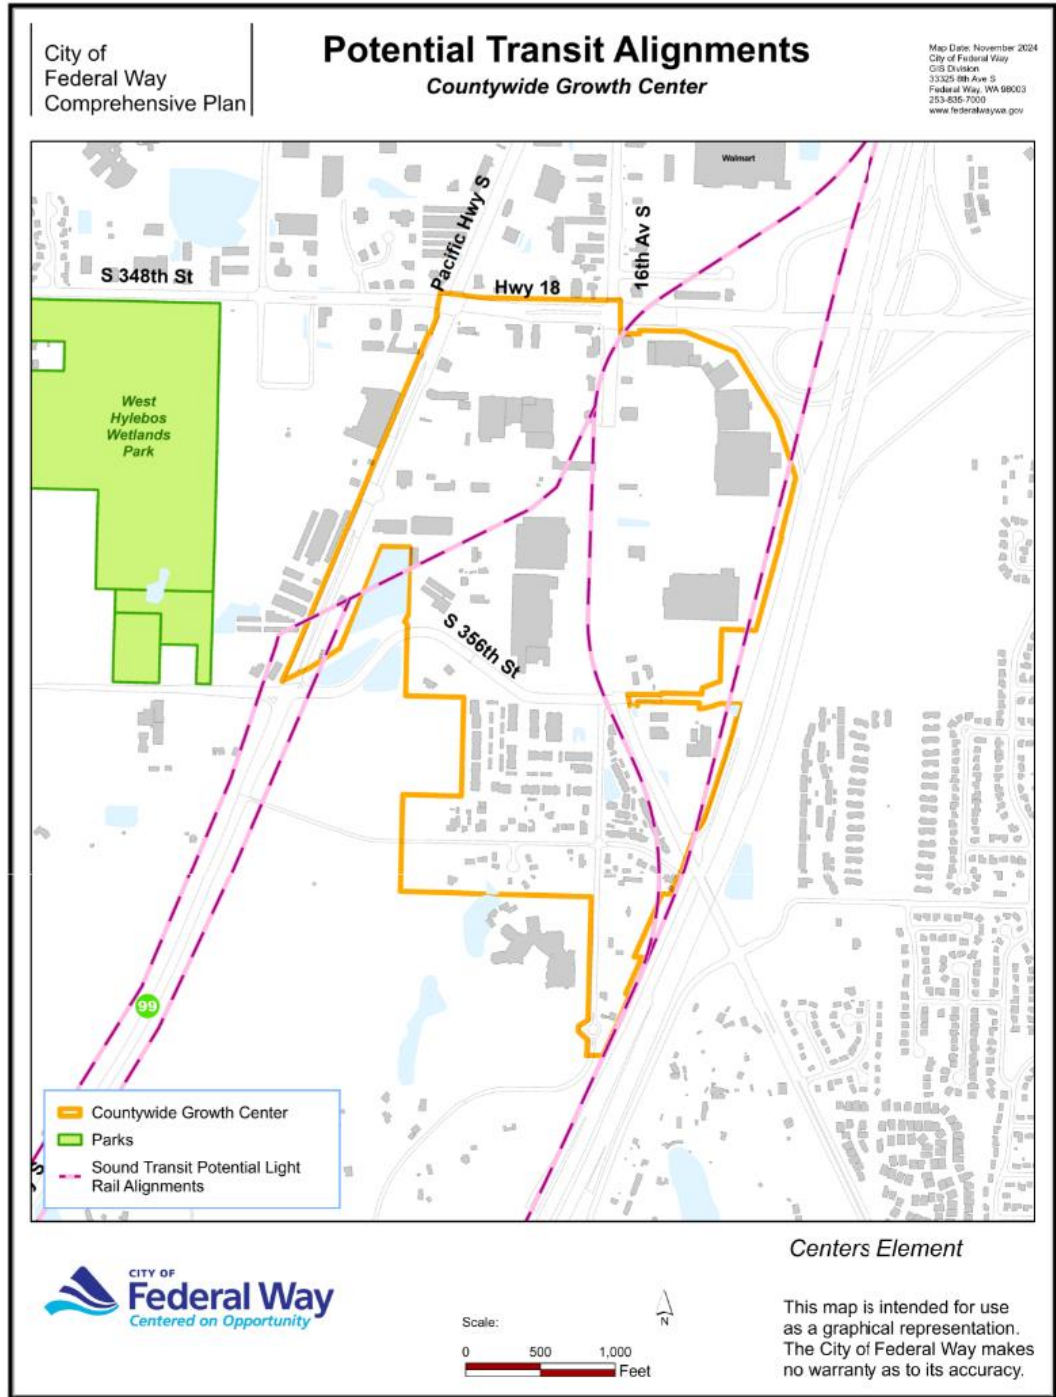 City of
Federal Way
Comprehensive Plan
Potential Transit Alignments
Countywide Growth Center
Map Date: November 2024
City of Federal Way
GIS Division
33325 8th Ave S
Federal Way, WA 98003
253-835-7000
www.federalwaywa.gov
Walmart
Pacific Hwy S
16th Av S
S 348th St
Hwy 18
West
Hylebos
Wetlands
Park
S 356th St
99
Countywide Growth Center
Parks
Sound Transit Potential Light
Rail Alignments
Centers Element
CITY OF
Federal Way
Centered on Opportunity
Scale:
0 500 1,000
Feet
N
This map is intended for use
as a graphical representation.
The City of Federal Way makes
no warranty as to its accuracy.